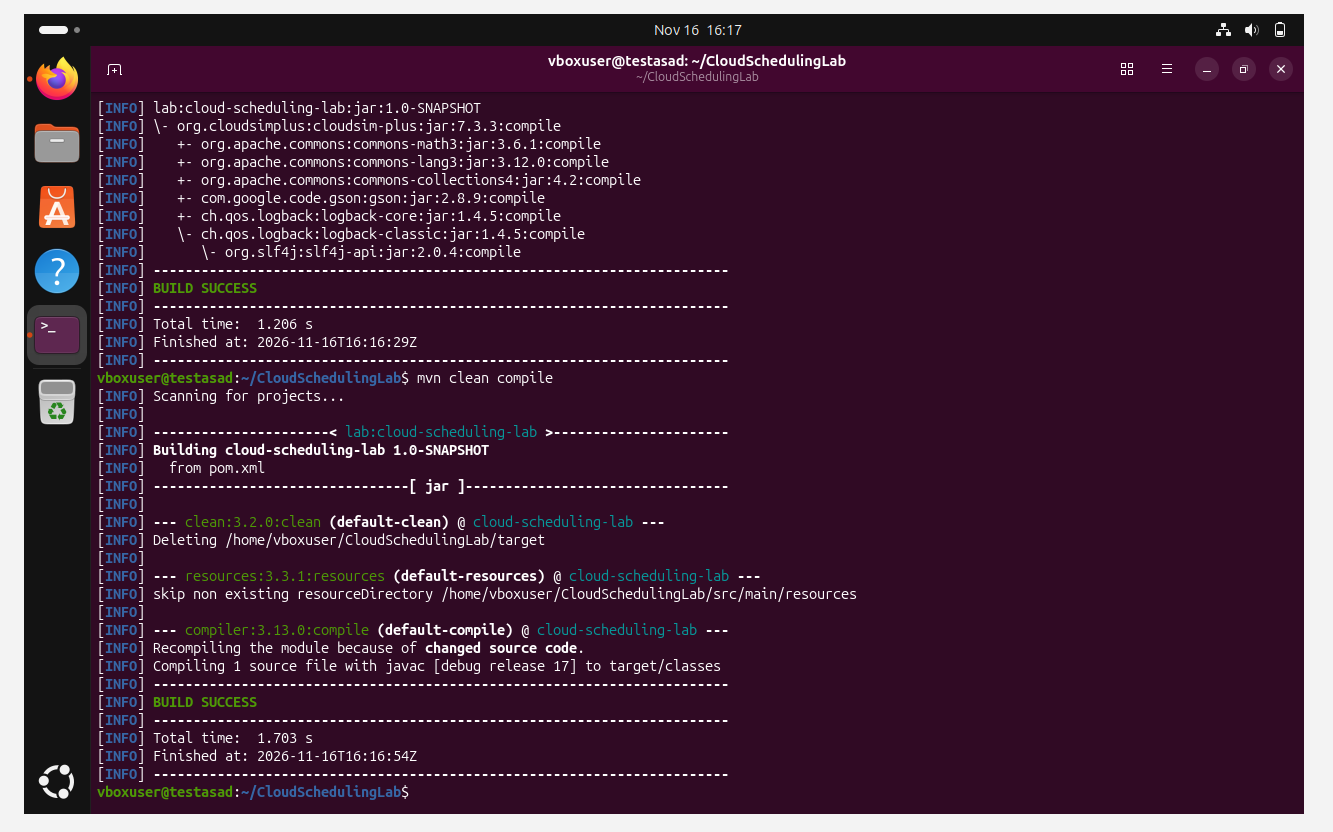 Nov 16 16:17
vboxuser@testasad: ~/CloudSchedulingLab
~/CloudSchedulingLab
[INFO] lab:cloud-scheduling-lab:jar:1.0-SNAPSHOT
[INFO] \- org.cloudsimplus:cloudsim-plus:jar:7.3.3:compile
[INFO]    +- org.apache.commons:commons-math3:jar:3.6.1:compile
[INFO]    +- org.apache.commons:commons-lang3:jar:3.12.0:compile
[INFO]    +- org.apache.commons:commons-collections4:jar:4.2:compile
[INFO]    +- com.google.code.gson:gson:jar:2.8.9:compile
[INFO]    +- ch.qos.logback:logback-core:jar:1.4.5:compile
[INFO]    \- ch.qos.logback:logback-classic:jar:1.4.5:compile
[INFO]       \- org.slf4j:slf4j-api:jar:2.0.4:compile
[INFO] ------------------------------------------------------------------------
[INFO] BUILD SUCCESS
[INFO] ------------------------------------------------------------------------
[INFO] Total time:  1.206 s
[INFO] Finished at: 2026-11-16T16:16:29Z
[INFO] ------------------------------------------------------------------------
vboxuser@testasad:~/CloudSchedulingLab$ mvn clean compile
[INFO] Scanning for projects...
[INFO]
[INFO] ----------------------< lab:cloud-scheduling-lab >----------------------
[INFO] Building cloud-scheduling-lab 1.0-SNAPSHOT
[INFO]   from pom.xml
[INFO] --------------------------------[ jar ]---------------------------------
[INFO]
[INFO] --- clean:3.2.0:clean (default-clean) @ cloud-scheduling-lab ---
[INFO] Deleting /home/vboxuser/CloudSchedulingLab/target
[INFO]
[INFO] --- resources:3.3.1:resources (default-resources) @ cloud-scheduling-lab ---
[INFO] skip non existing resourceDirectory /home/vboxuser/CloudSchedulingLab/src/main/resources
[INFO]
[INFO] --- compiler:3.13.0:compile (default-compile) @ cloud-scheduling-lab ---
[INFO] Recompiling the module because of changed source code.
[INFO] Compiling 1 source file with javac [debug release 17] to target/classes
[INFO] ------------------------------------------------------------------------
[INFO] BUILD SUCCESS
[INFO] ------------------------------------------------------------------------
[INFO] Total time:  1.703 s
[INFO] Finished at: 2026-11-16T16:16:54Z
[INFO] ------------------------------------------------------------------------
vboxuser@testasad:~/CloudSchedulingLab$